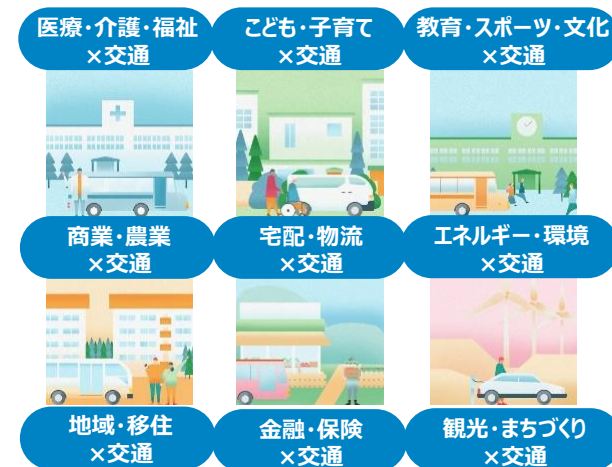 医療・介護・福祉
×交通
こども・子育て
×交通
教育・スポーツ・文化
×交通
商業・農業
×交通
宅配・物流
×交通
エネルギー・環境
×交通
地域・移住
×交通
金融・保険
×交通
観光・まちづくり
×交通